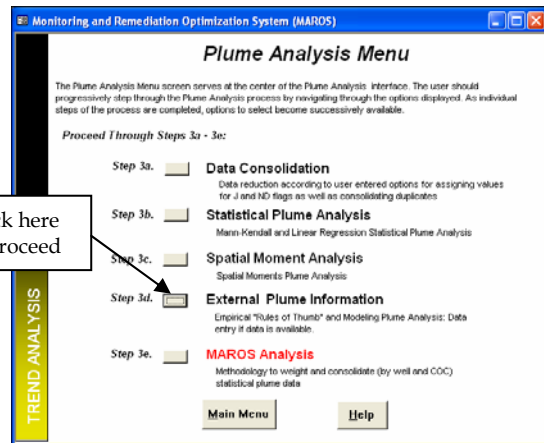 Monitoring and Remediation Optimization System (MAROS)
Plume Analysis Menu
The Plume Analysis Menu screen serves at the center of the Plume Analysis Interface. The user should
progressively step through the Plume Analysis process by navigating through the options displayed. As individual
steps of the process are completed, options to select become successively available.
Proceed Through Steps 3a - 3e:
Step 3a.
Data Consolidation
Data reduction according to user entered options for assigning values
for J and ND flags as well as consolidating duplicates
Step 3b.
Statistical Plume Analysis
Mann-Kendall and Linear Regression Statistical Plume Analysis
ck here
roceed
Step 3c.
Spatial Moment Analysis
Spatial Moments Plume Analysis
Step 3d.
External Plume Information
Empirical "Rules of Thumb" and Modeling Plume Analysis: Data
entry if data is available.
Step 3e.
MAROS Analysis
Methodology to weight and consolidate (by well and COC)
statistical plume data
TREND ANALYSIS
Main Menu
Help